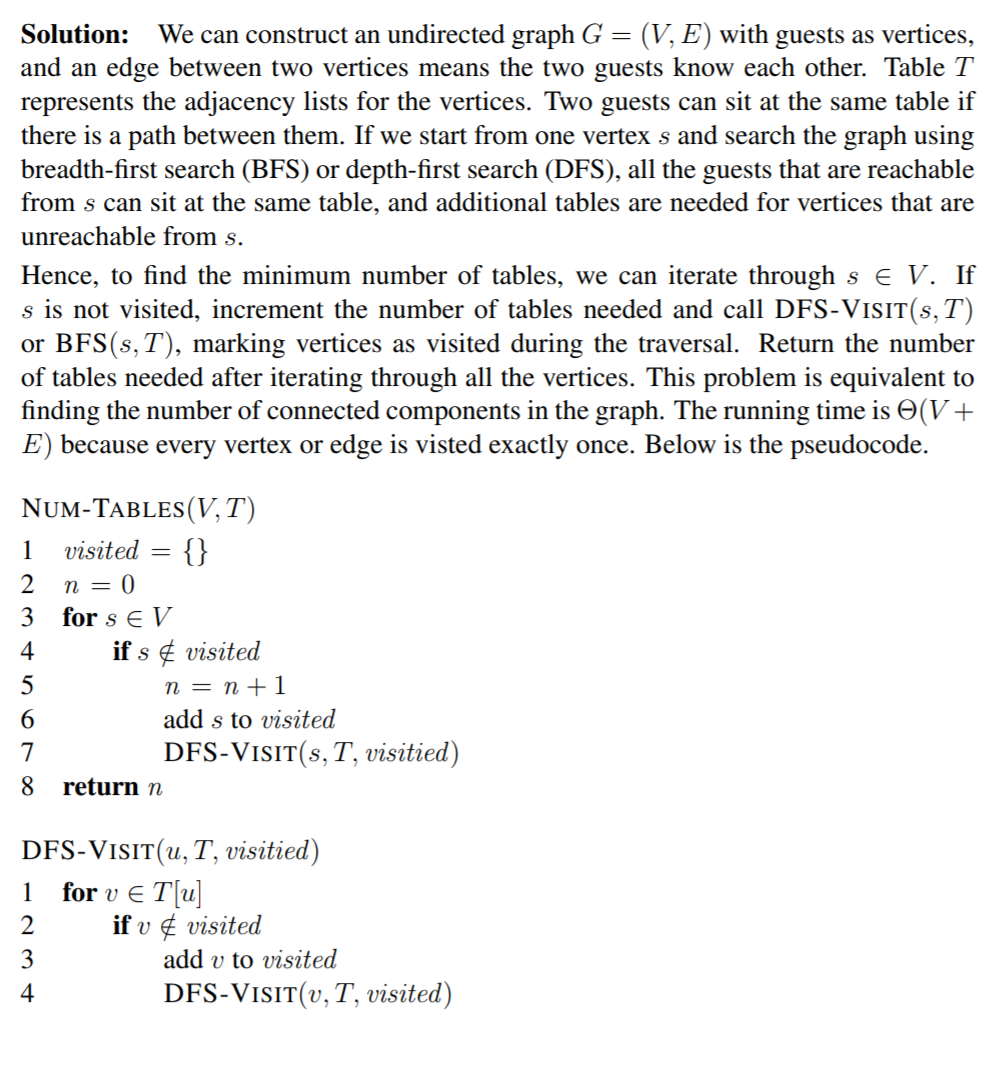 Solution: We can construct an undirected graph G = (V, E) with guests as vertices,
and an edge between two vertices means the two guests know each other. Table T
represents the adjacency lists for the vertices. Two guests can sit at the same table if
there is a path between them. If we start from one vertex s and search the graph using
breadth-first search (BFS) or depth-first search (DFS), all the guests that are reachable
from s can sit at the same table, and additional tables are needed for vertices that are
unreachable from s.
Hence, to find the minimum number of tables, we can iterate through s ∈ V. If
s is not visited, increment the number of tables needed and call DFS-VISIT(s, T)
or BFS(s, T), marking vertices as visited during the traversal. Return the number
of tables needed after iterating through all the vertices. This problem is equivalent to
finding the number of connected components in the graph. The running time is Θ(V +
E) because every vertex or edge is visted exactly once. Below is the pseudocode.
NUM-TABLES(V, T)
1 visited = {}
2 n = 0
3 for s ∈ V
4 if s ∉ visited
5 n = n + 1
6 add s to visited
7 DFS-VISIT(s, T, visitied)
8 return n
DFS-VISIT(u, T, visitied)
1 for v ∈ T[u]
2 if v ∉ visited
3 add v to visited
4 DFS-VISIT(v, T, visited)